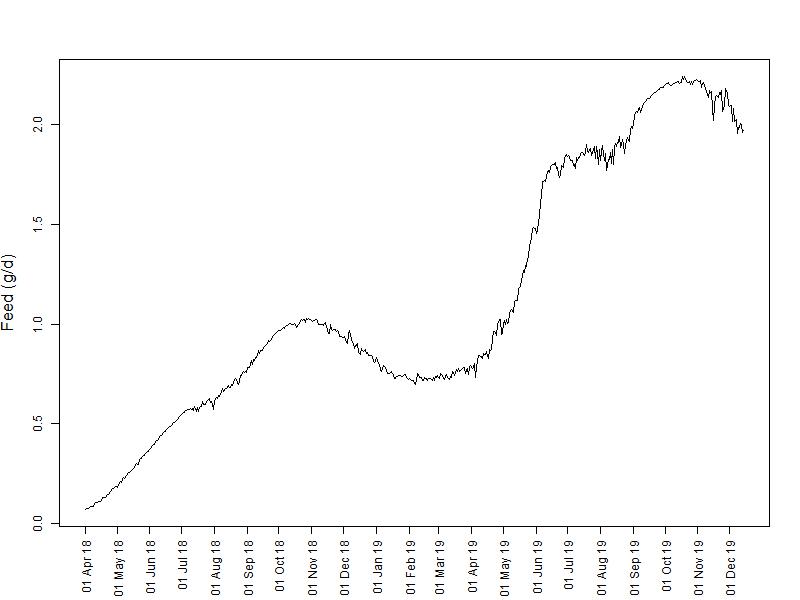 Feed (g/d)
2.0
1.5
1.0
0.5
0.0
01 Apr 18
01 May 18
01 Jun 18
01 Jul 18
01 Aug 18
01 Sep 18
01 Oct 18
01 Nov 18
01 Dec 18
01 Jan 19
01 Feb 19
01 Mar 19
01 Apr 19
01 May 19
01 Jun 19
01 Jul 19
01 Aug 19
01 Sep 19
01 Oct 19
01 Nov 19
01 Dec 19